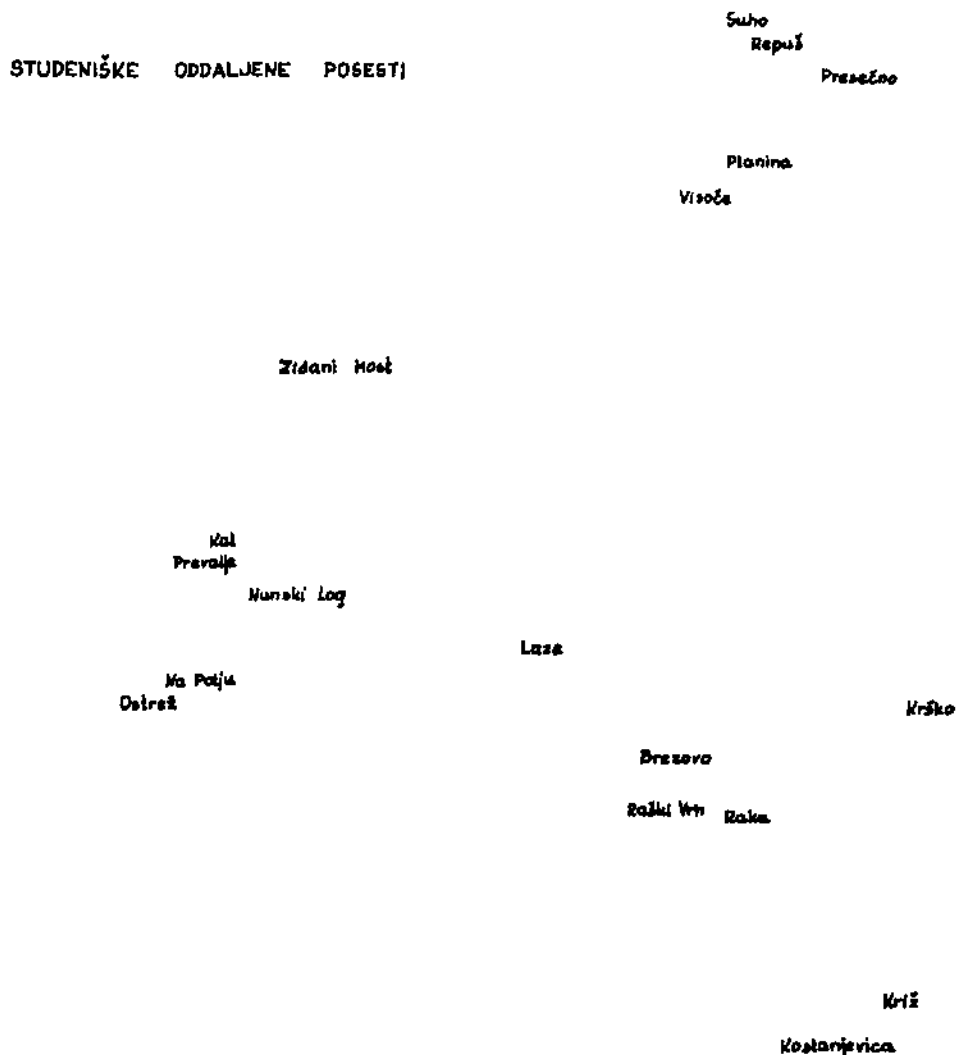 Suho
Repuš
STUDENIŠKE ODDALJENE POSESTI
Presečno
Planina
Visoče
Zidani Most
Kal
Prevalje
Nunski Log
Laze
Na Polju
Ostrež
Krško
Brezovo
Raški Vrh
Raka
Križ
Kostanjevica